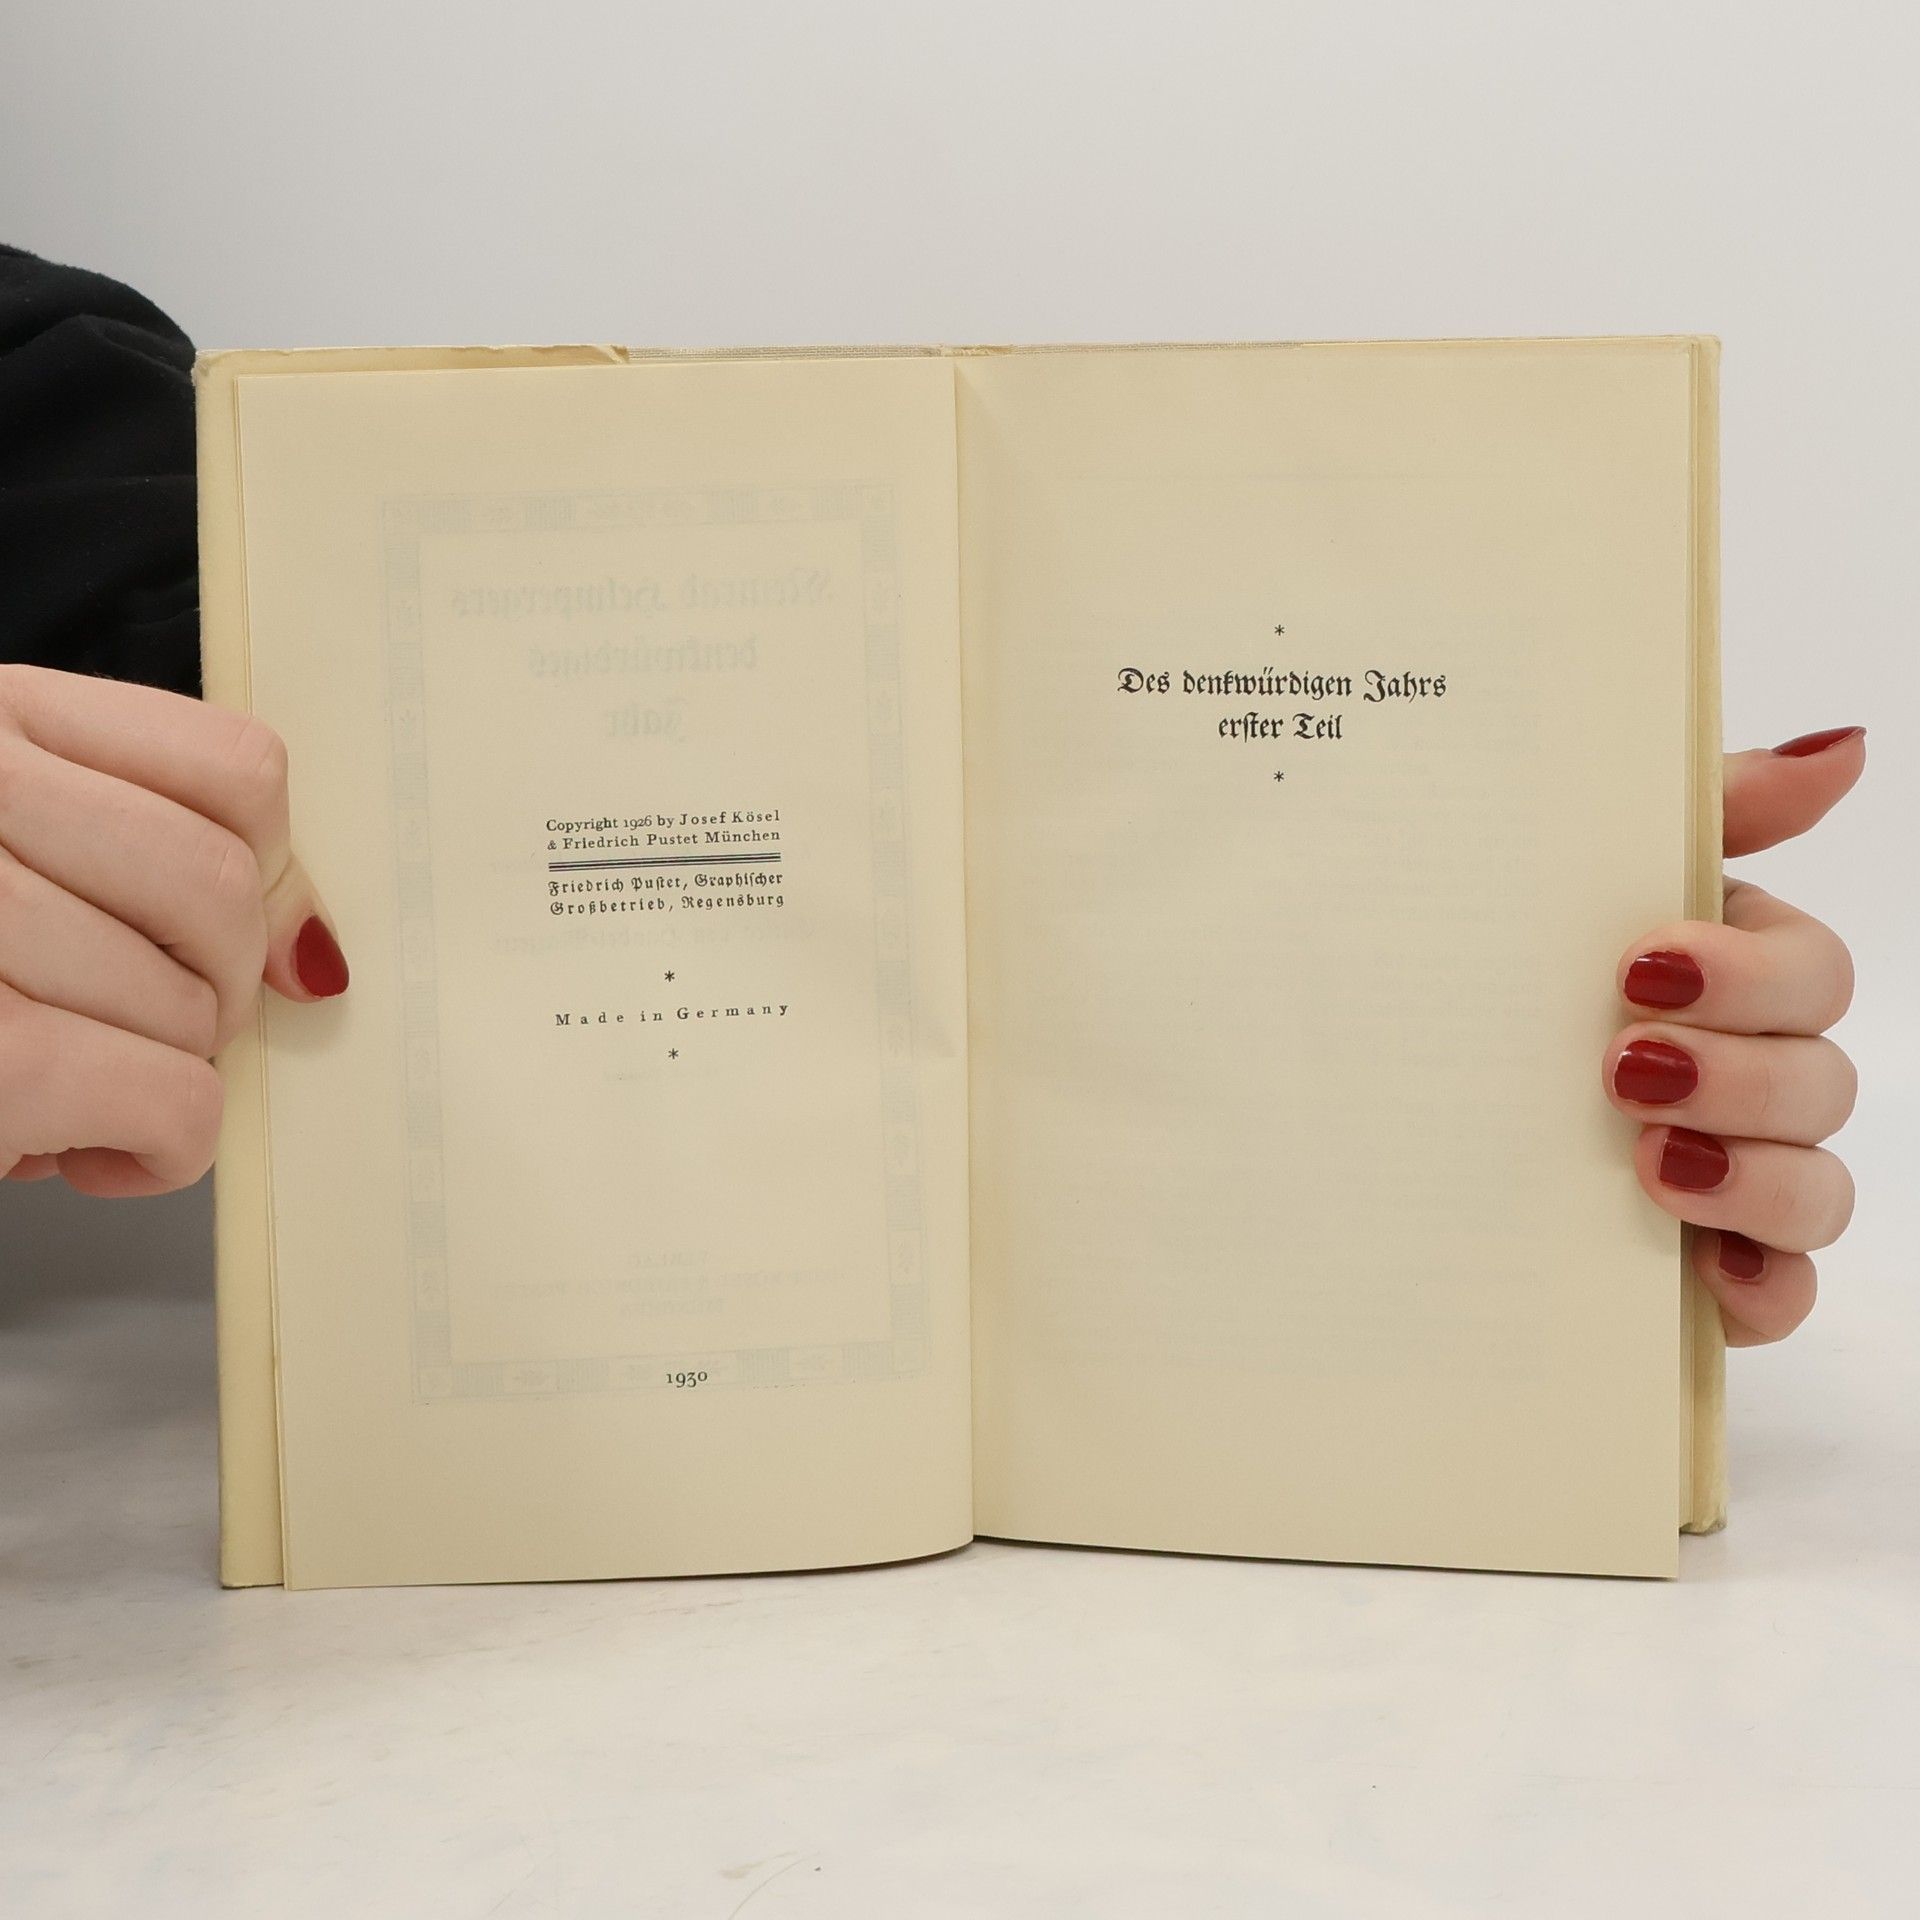 Copyright 1926 by Josef Kösel
& Friedrich Pustet München
Friedrich Pustet, Graphischer
Großbetrieb, Regensburg
*
Made in Germany
*
1930
*
Des denkwürdigen Jahrs
erster Teil
*